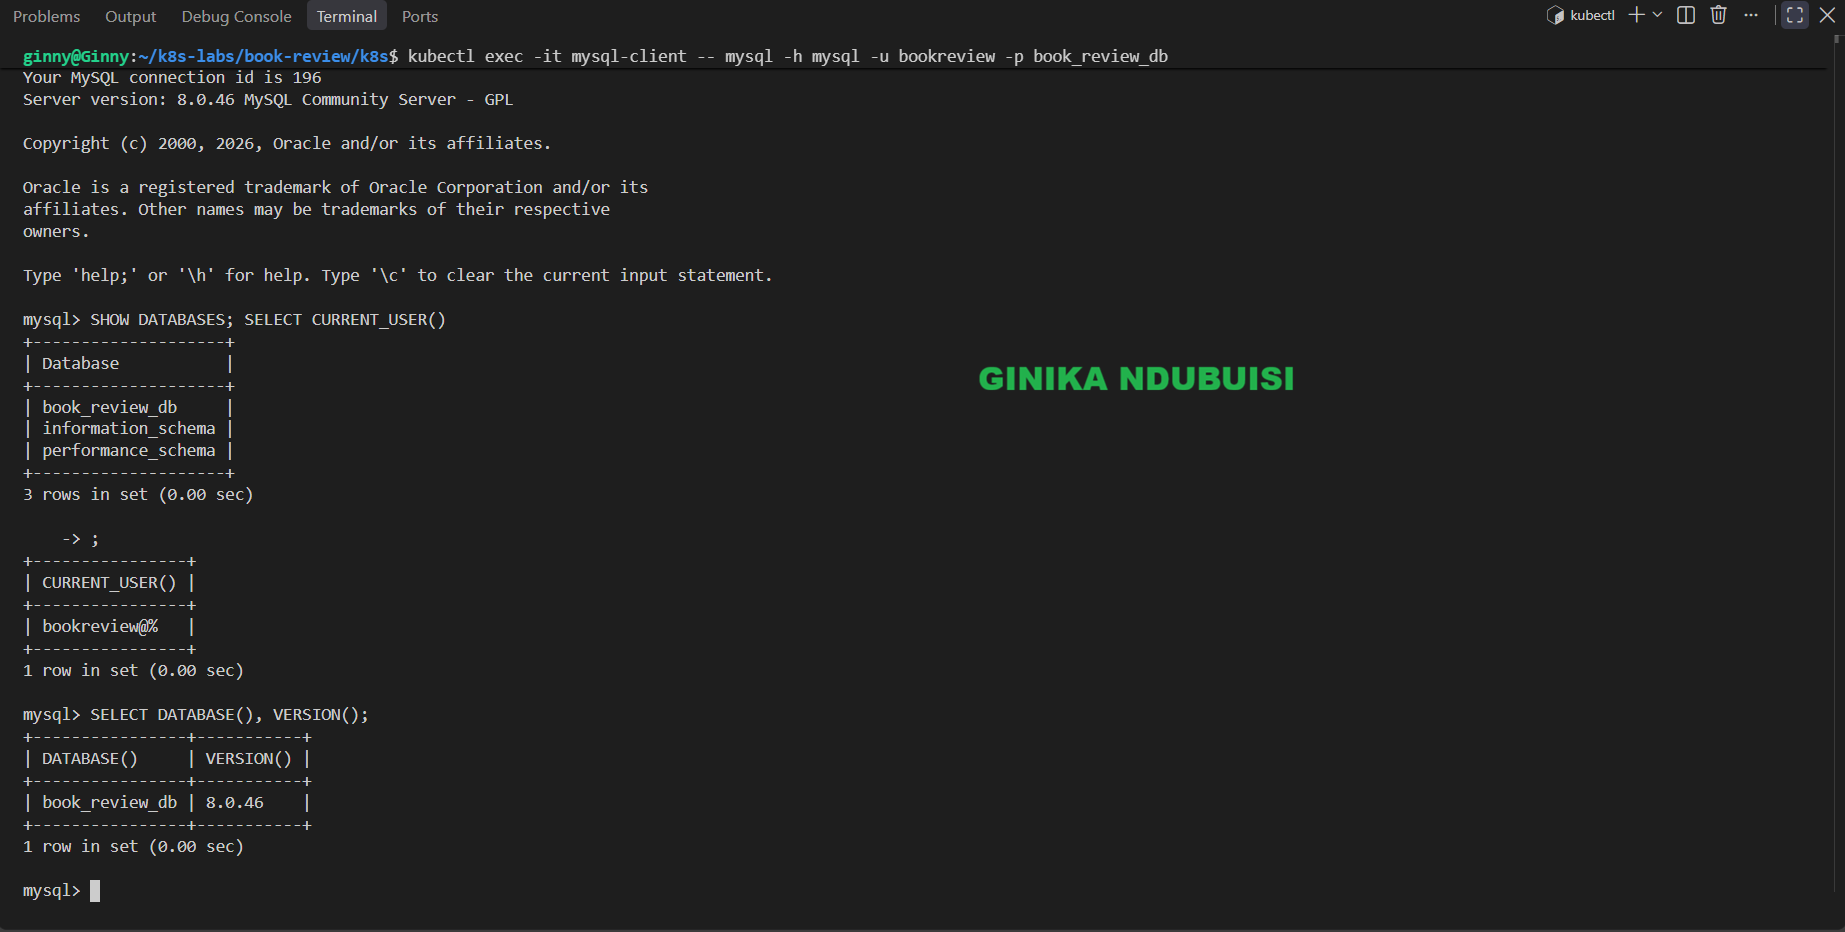 Problems Output Debug Console Terminal Ports kubectl
ginny@Ginny:~/k8s-labs/book-review/k8s$ kubectl exec -it mysql-client -- mysql -h mysql -u bookreview -p book_review_db
Your MySQL connection id is 196
Server version: 8.0.46 MySQL Community Server - GPL
Copyright (c) 2000, 2026, Oracle and/or its affiliates.
Oracle is a registered trademark of Oracle Corporation and/or its
affiliates. Other names may be trademarks of their respective
owners.
Type 'help;' or '\h' for help. Type '\c' to clear the current input statement.
mysql> SHOW DATABASES; SELECT CURRENT_USER()
+--------------------+
| Database           |
+--------------------+
| book_review_db     |
| information_schema |
| performance_schema |
+--------------------+
3 rows in set (0.00 sec)
GINIKA NDUBUISI
    -> ;
+----------------+
| CURRENT_USER() |
+----------------+
| bookreview@%   |
+----------------+
1 row in set (0.00 sec)
mysql> SELECT DATABASE(), VERSION();
+----------------+-----------+
| DATABASE()     | VERSION() |
+----------------+-----------+
| book_review_db | 8.0.46    |
+----------------+-----------+
1 row in set (0.00 sec)
mysql>